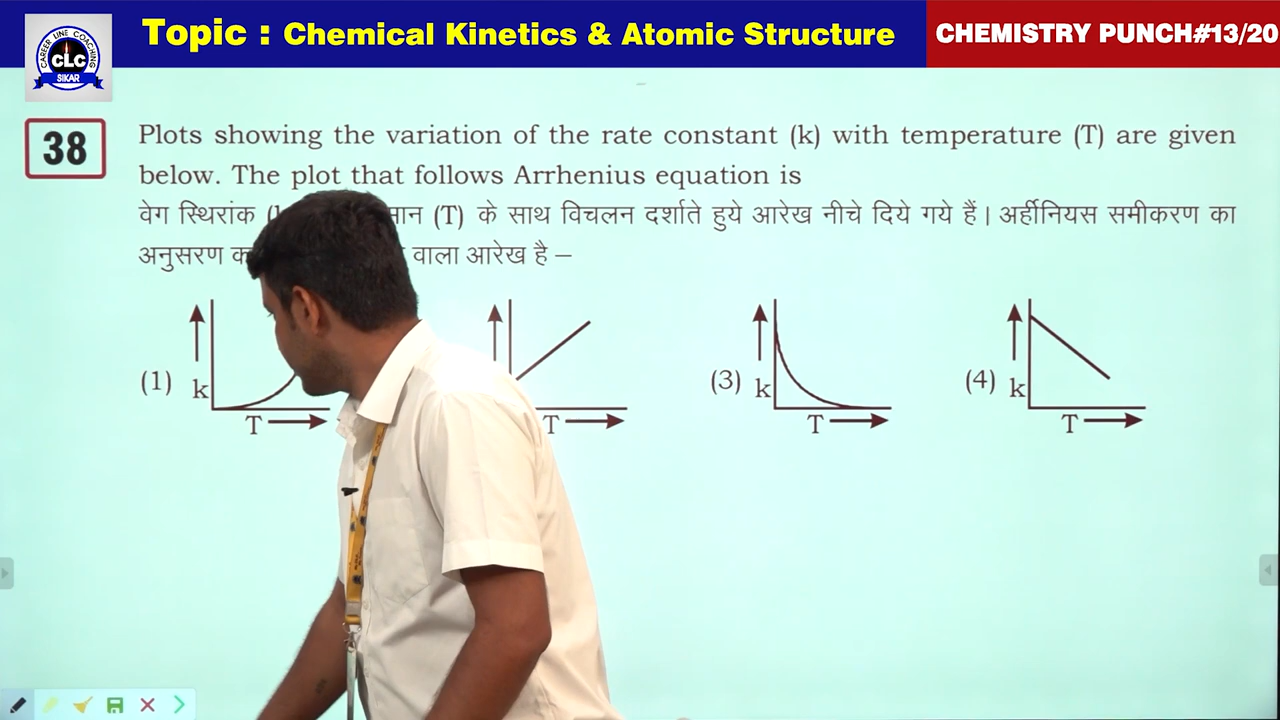 CAREER LINE COACHING
CLC
SIKAR
Topic : Chemical Kinetics & Atomic Structure
CHEMISTRY PUNCH#13/20
38
Plots showing the variation of the rate constant (k) with temperature (T) are given
below. The plot that follows Arrhenius equation is
वेग स्थिरांक (T) के साथ विचलन दर्शाते हुये आरेख नीचे दिये गये हैं। अर्हीनियस समीकरण का
अनुसरण वाला आरेख है –
(1) k T
T
(3) k T
(4) k T